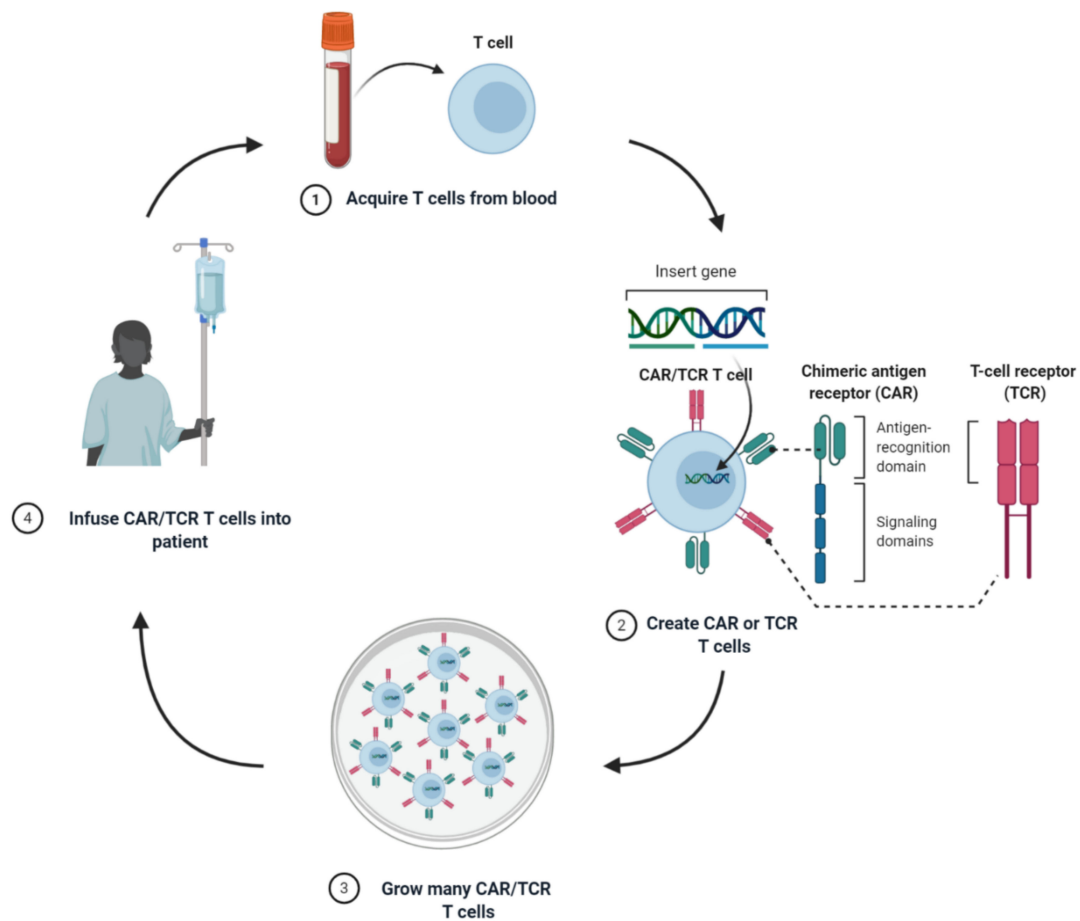 T cell
1
Acquire T cells from blood
Insert gene
CAR/TCR T cell
Chimeric antigen
receptor (CAR)
T-cell receptor
(TCR)
Antigen-
recognition
domain
Signaling
domains
2
Create CAR or TCR
T cells
3
Grow many CAR/TCR
T cells
4
Infuse CAR/TCR T cells into
patient